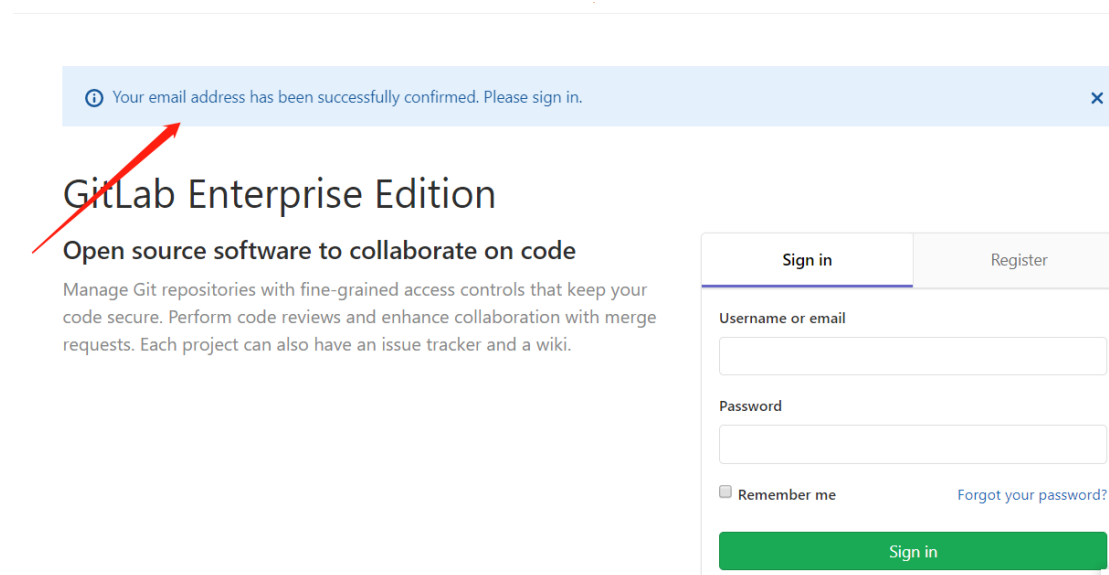 Your email address has been successfully confirmed. Please sign in.
GitLab Enterprise Edition
Open source software to collaborate on code
Manage Git repositories with fine-grained access controls that keep your
code secure. Perform code reviews and enhance collaboration with merge
requests. Each project can also have an issue tracker and a wiki.
Sign in
Register
Username or email
Password
Remember me
Forgot your password?
Sign in